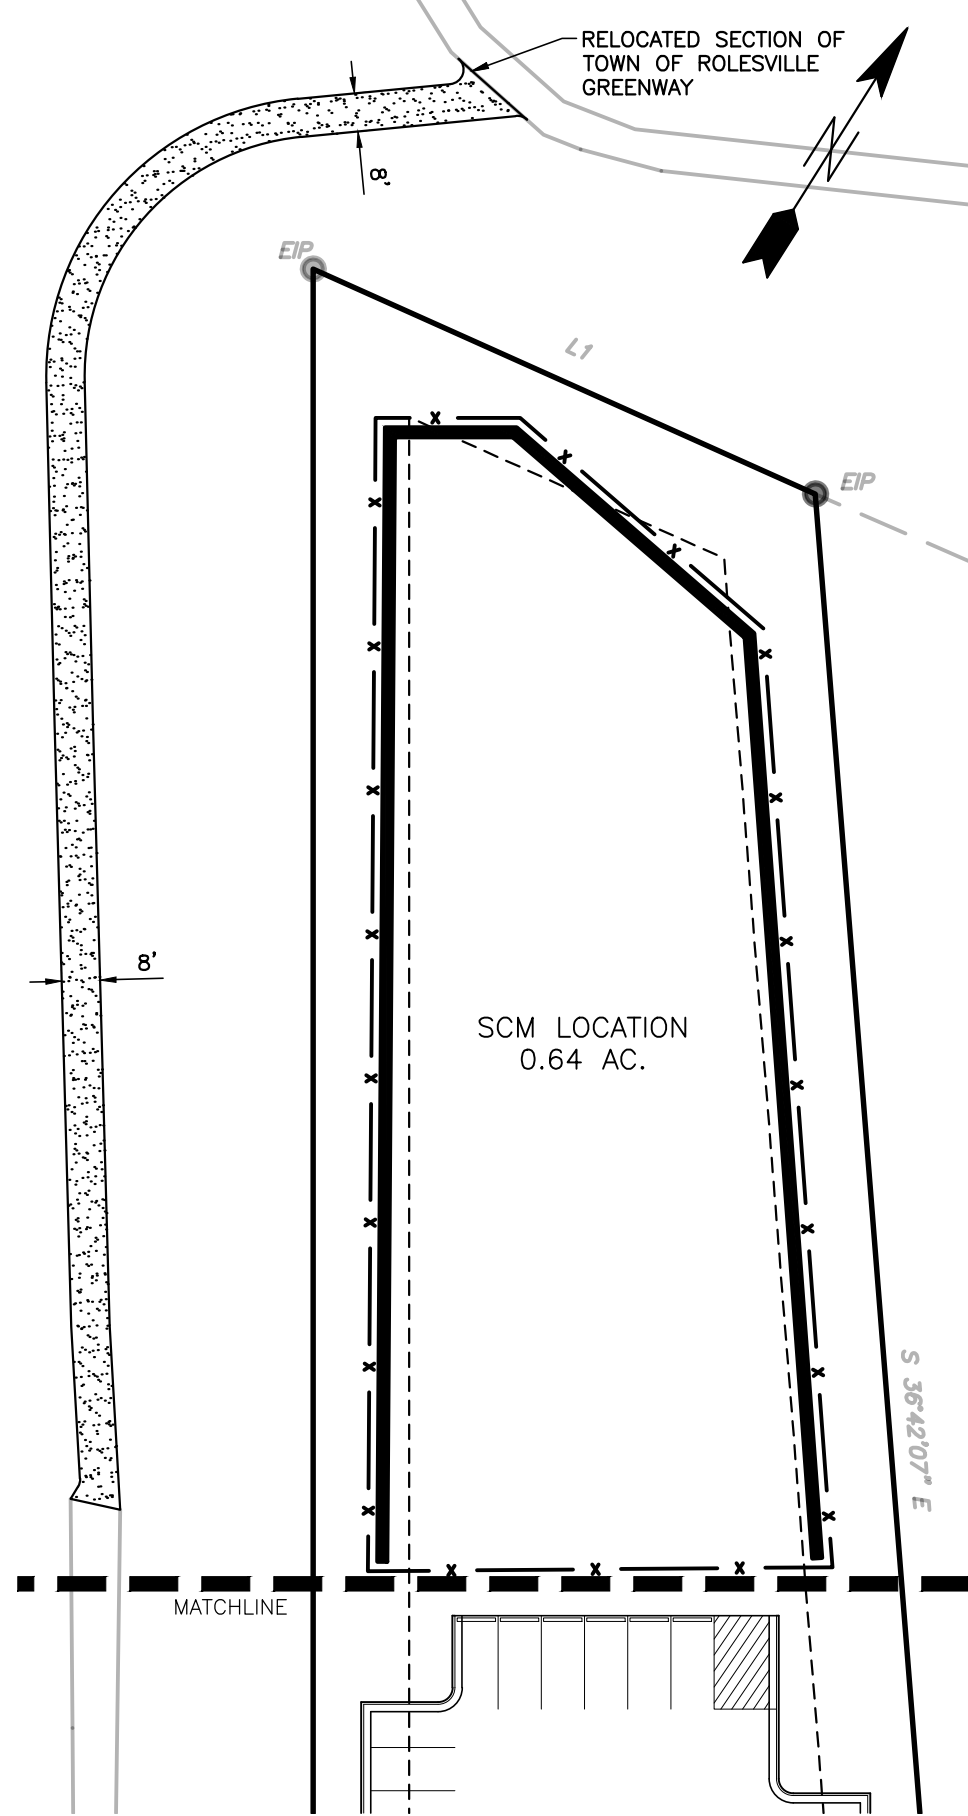 RELOCATED SECTION OF
TOWN OF ROLESVILLE
GREENWAY
8'
EIP
L1
EIP
8'
SCM LOCATION
0.64 AC.
S 36°42'07" E
MATCHLINE